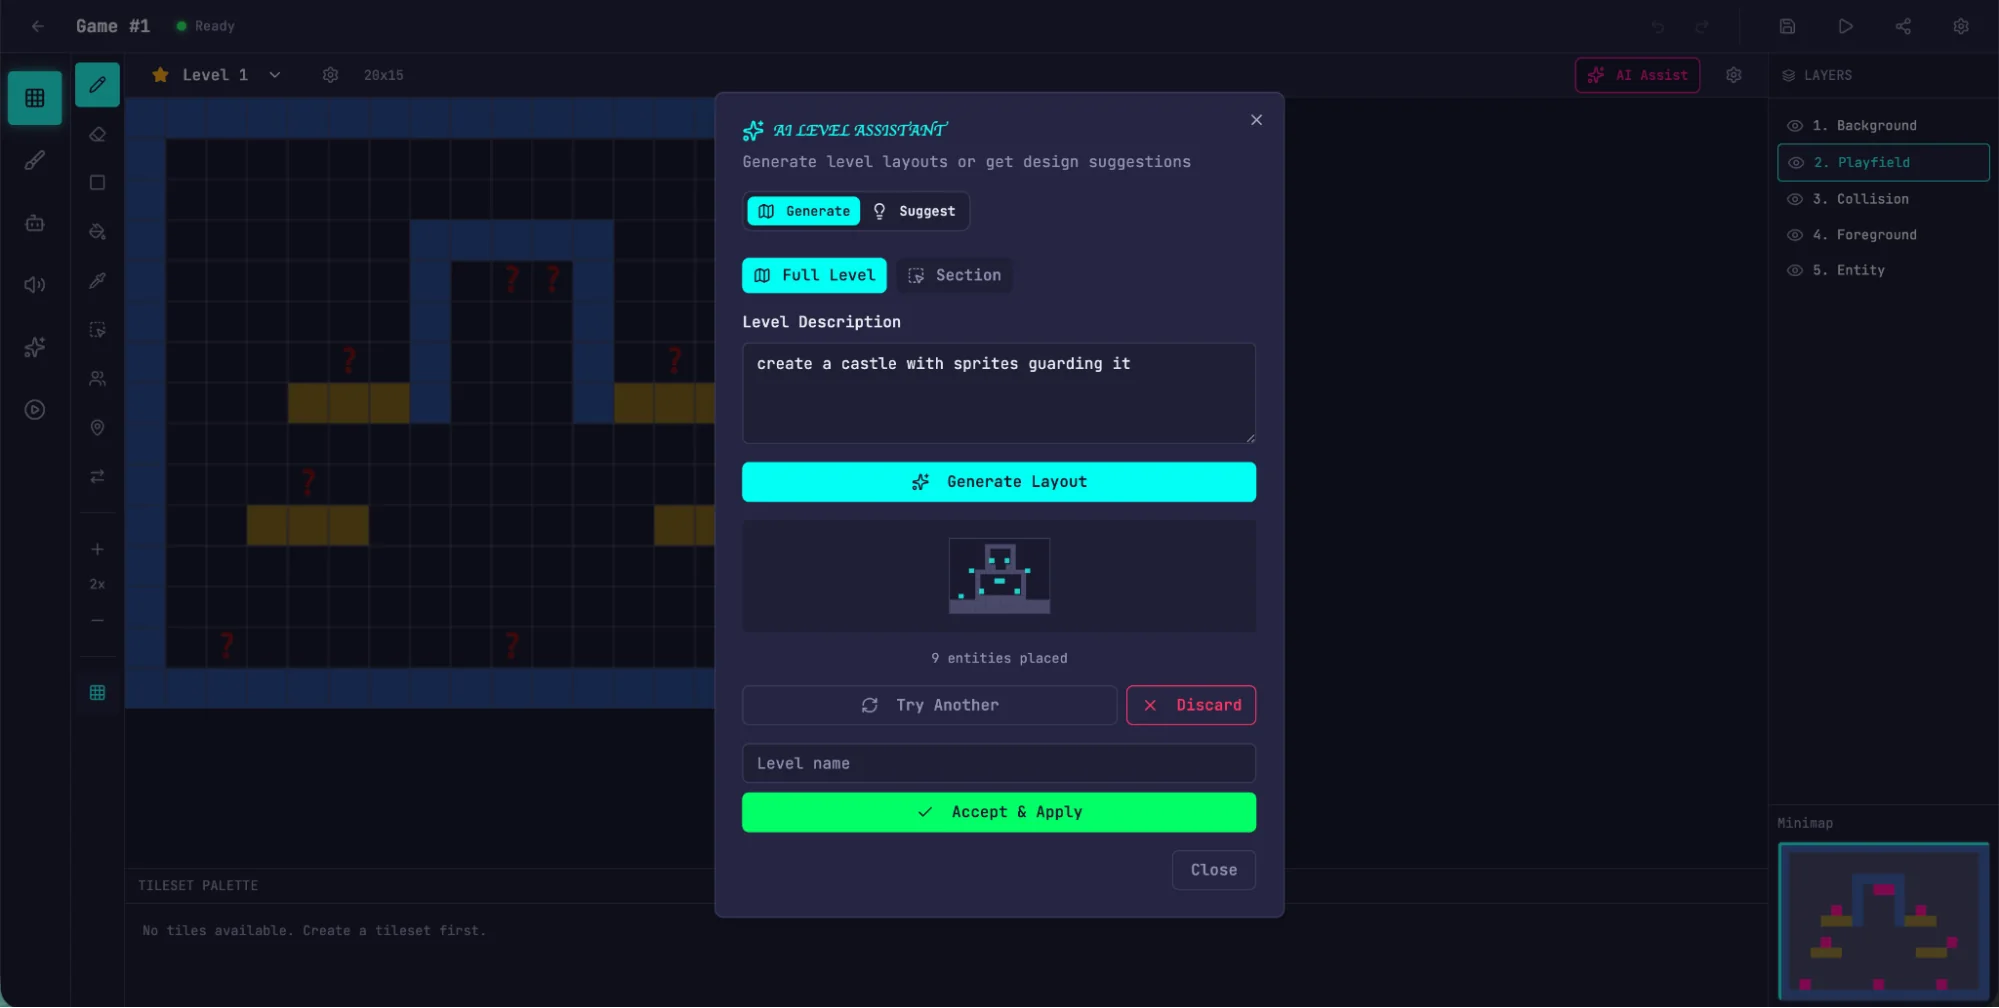 Game #1
Ready
Level 1
20x15
AI Assist
LAYERS
1. Background
2. Playfield
3. Collision
4. Foreground
5. Entity
2x
? ?
? ?
?
? ?
AI LEVEL ASSISTANT
Generate level layouts or get design suggestions
Generate
Suggest
Full Level
Section
Level Description
create a castle with sprites guarding it
Generate Layout
9 entities placed
Try Another
Discard
Level name
Accept & Apply
Close
TILESET PALETTE
No tiles available. Create a tileset first.
Minimap